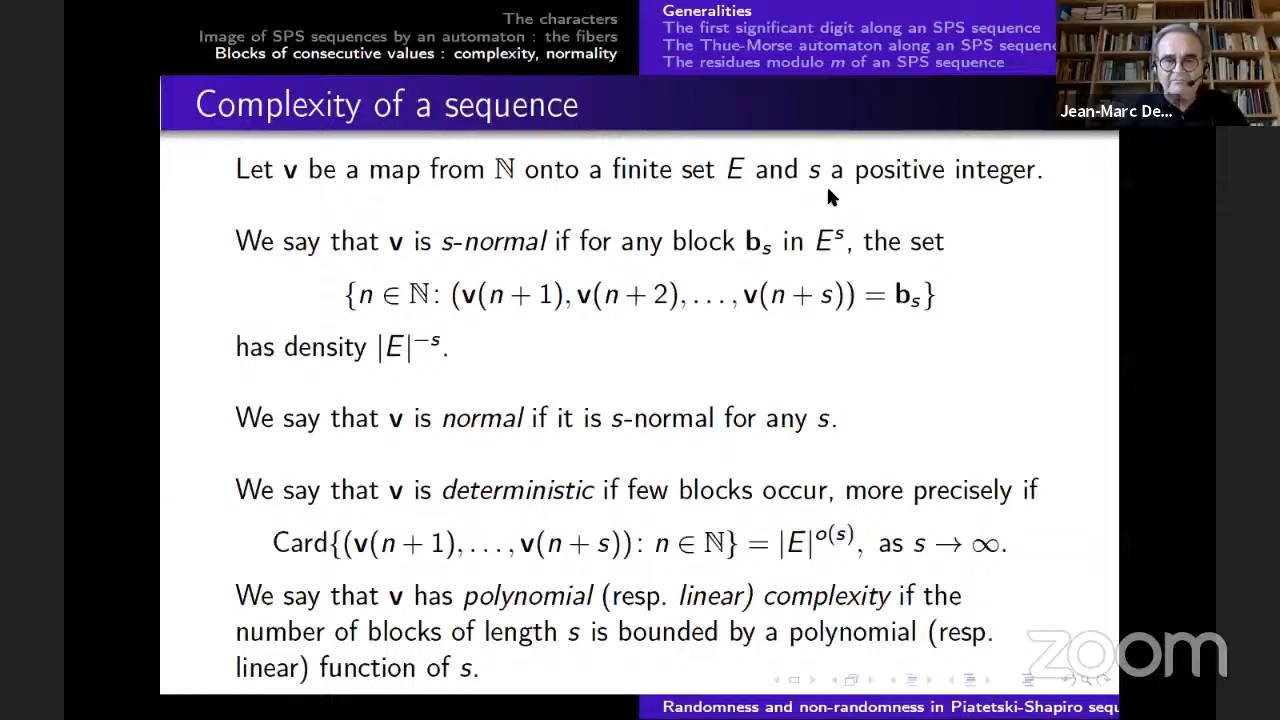 The characters
Image of SPS sequences by an automaton : the fibers
Blocks of consecutive values : complexity, normality
Generalities
The first significant digit along an SPS sequence
The Thue-Morse automaton along an SPS sequenc
The residues modulo m of an SPS sequence
Complexity of a sequence
Jean-Marc De...
Let v be a map from ℕ onto a finite set E and s a positive integer.
We say that v is s-normal if for any block bₛ in Eˢ, the set
{n ∈ ℕ: (v(n + 1), v(n + 2), . . . , v(n + s)) = bₛ}
has density |E|⁻ˢ.
We say that v is normal if it is s-normal for any s.
We say that v is deterministic if few blocks occur, more precisely if
Card{(v(n + 1), . . . , v(n + s)): n ∈ ℕ} = |E|^{o(s)}, as s → ∞.
We say that v has polynomial (resp. linear) complexity if the
number of blocks of length s is bounded by a polynomial (resp.
linear) function of s.
zoom
Randomness and non-randomness in Piatetski-Shapiro sequ